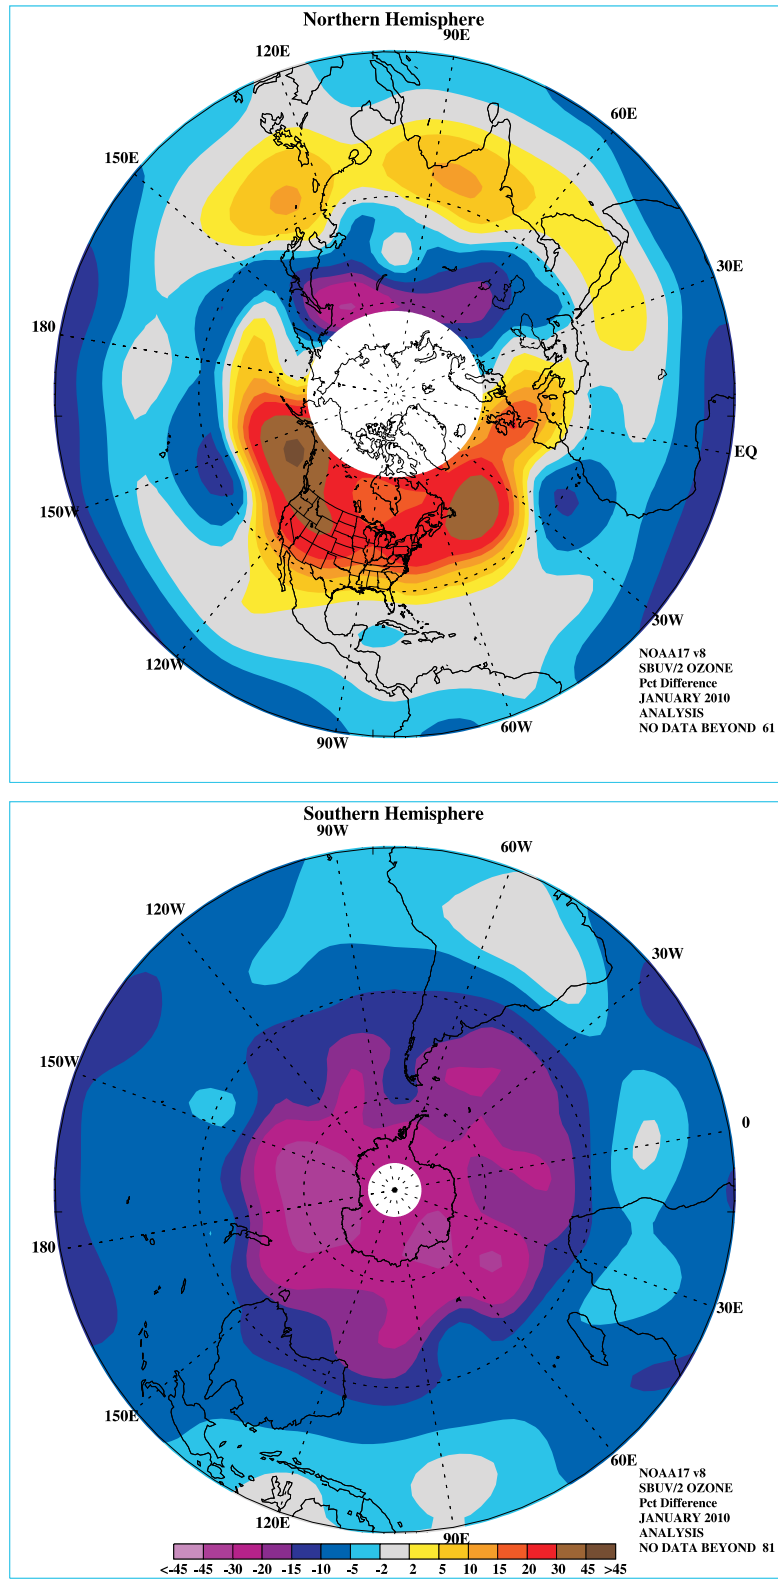 Northern Hemisphere
90E
120E
60E
150E
30E
180
EQ
150W
30W
120W
60W
90W
NOAA17 v8
SBUV/2 OZONE
Pct Difference
JANUARY 2010
ANALYSIS
NO DATA BEYOND 61
Southern Hemisphere
90W
60W
120W
30W
150W
0
180
30E
150E
60E
120E
90E
NOAA17 v8
SBUV/2 OZONE
Pct Difference
JANUARY 2010
ANALYSIS
NO DATA BEYOND 81
<-45 -45 -30 -20 -15 -10 -5 -2 2 5 10 15 20 30 45 >45